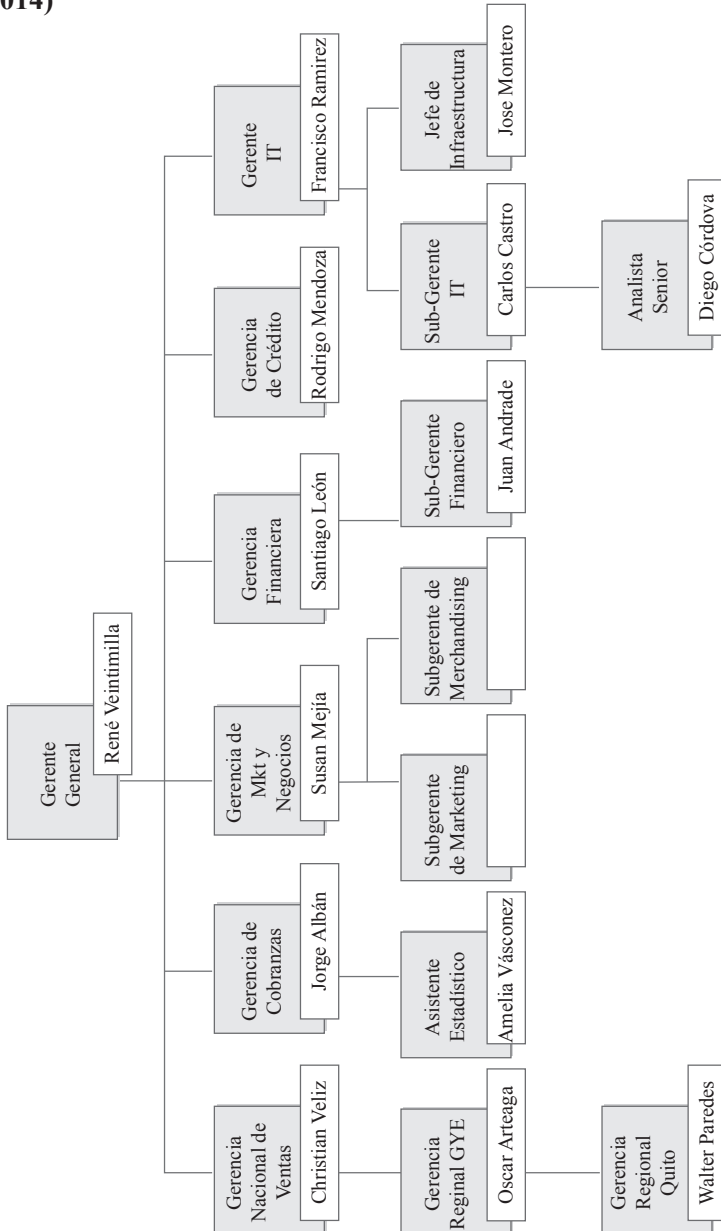 014)
Gerente
General
René Veintimilla
Gerencia
Nacional de
Ventas
Christian Veliz
Gerencia de
Cobranzas
Jorge Albán
Gerencia de
Mkt y
Negocios
Susan Mejía
Gerencia
Financiera
Santiago León
Gerencia
de Crédito
Rodrigo Mendoza
Gerente
IT
Francisco Ramirez
Gerencia
Reginal GYE
Oscar Arteaga
Asistente
Estadístico
Amelia Vásconez
Subgerente
de Marketing
Subgerente de
Merchandising
Sub-Gerente
Financiero
Juan Andrade
Sub-Gerente
IT
Carlos Castro
Jefe de
Infraestructura
Jose Montero
Gerencia
Regional
Quito
Walter Paredes
Analista
Senior
Diego Córdova